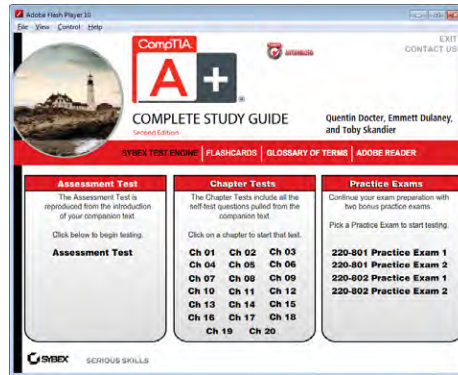 Adobe Flash Player 10
File View Control Help
EXIT
CONTACT US
CompTIA
A+
COMPLETE STUDY GUIDE
Second Edition
Quentin Docter, Emmett Dulaney,
and Toby Skandier
SYBEX TEST ENGINE | FLASHCARDS | GLOSSARY OF TERMS | ADOBE READER
Assessment Test
The Assessment Test is
reproduced from the introduction
of your companion text.
Click below to begin testing.
Assessment Test
Chapter Tests
The Chapter Tests include all the
self-test questions pulled from the
companion text.
Click on a chapter to start that test.
Ch 01 Ch 02 Ch 03
Ch 04 Ch 05 Ch 06
Ch 07 Ch 08 Ch 09
Ch 10 Ch 11 Ch 12
Ch 13 Ch 14 Ch 15
Ch 16 Ch 17 Ch 18
Ch 19 Ch 20
Practice Exams
Continue your exam preparation with
two bonus practice exams.
Pick a Practice Exam to start testing.
220-801 Practice Exam 1
220-801 Practice Exam 2
220-802 Practice Exam 1
220-802 Practice Exam 2
SYBEX SERIOUS SKILLS